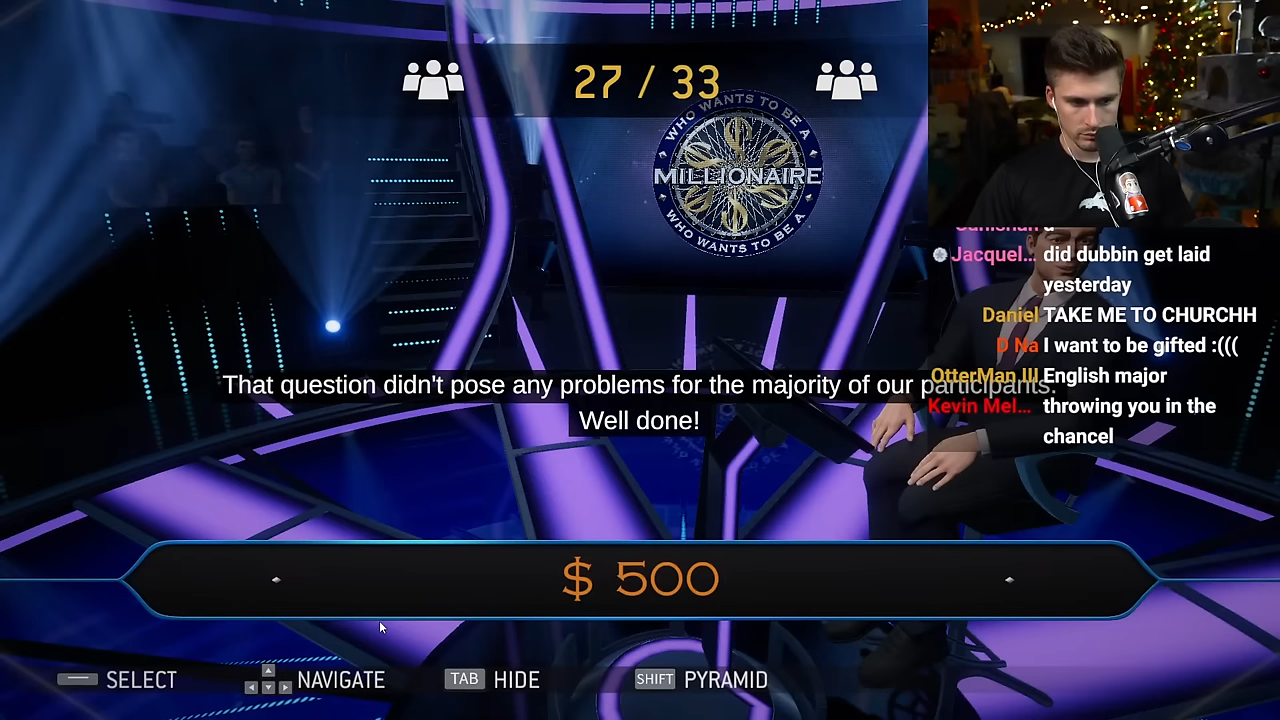 27 / 33
WHO WANTS TO BE A
MILLIONAIRE
WHO WANTS TO BE A
Jacquel... did dubbin get laid
yesterday
Daniel TAKE ME TO CHURCHH
D Na I want to be gifted :(((
OtterMan III English major
Kevin Mel... throwing you in the
chancel
That question didn't pose any problems for the majority of our participants.
Well done!
$ 500
SELECT
NAVIGATE
TAB HIDE
SHIFT PYRAMID